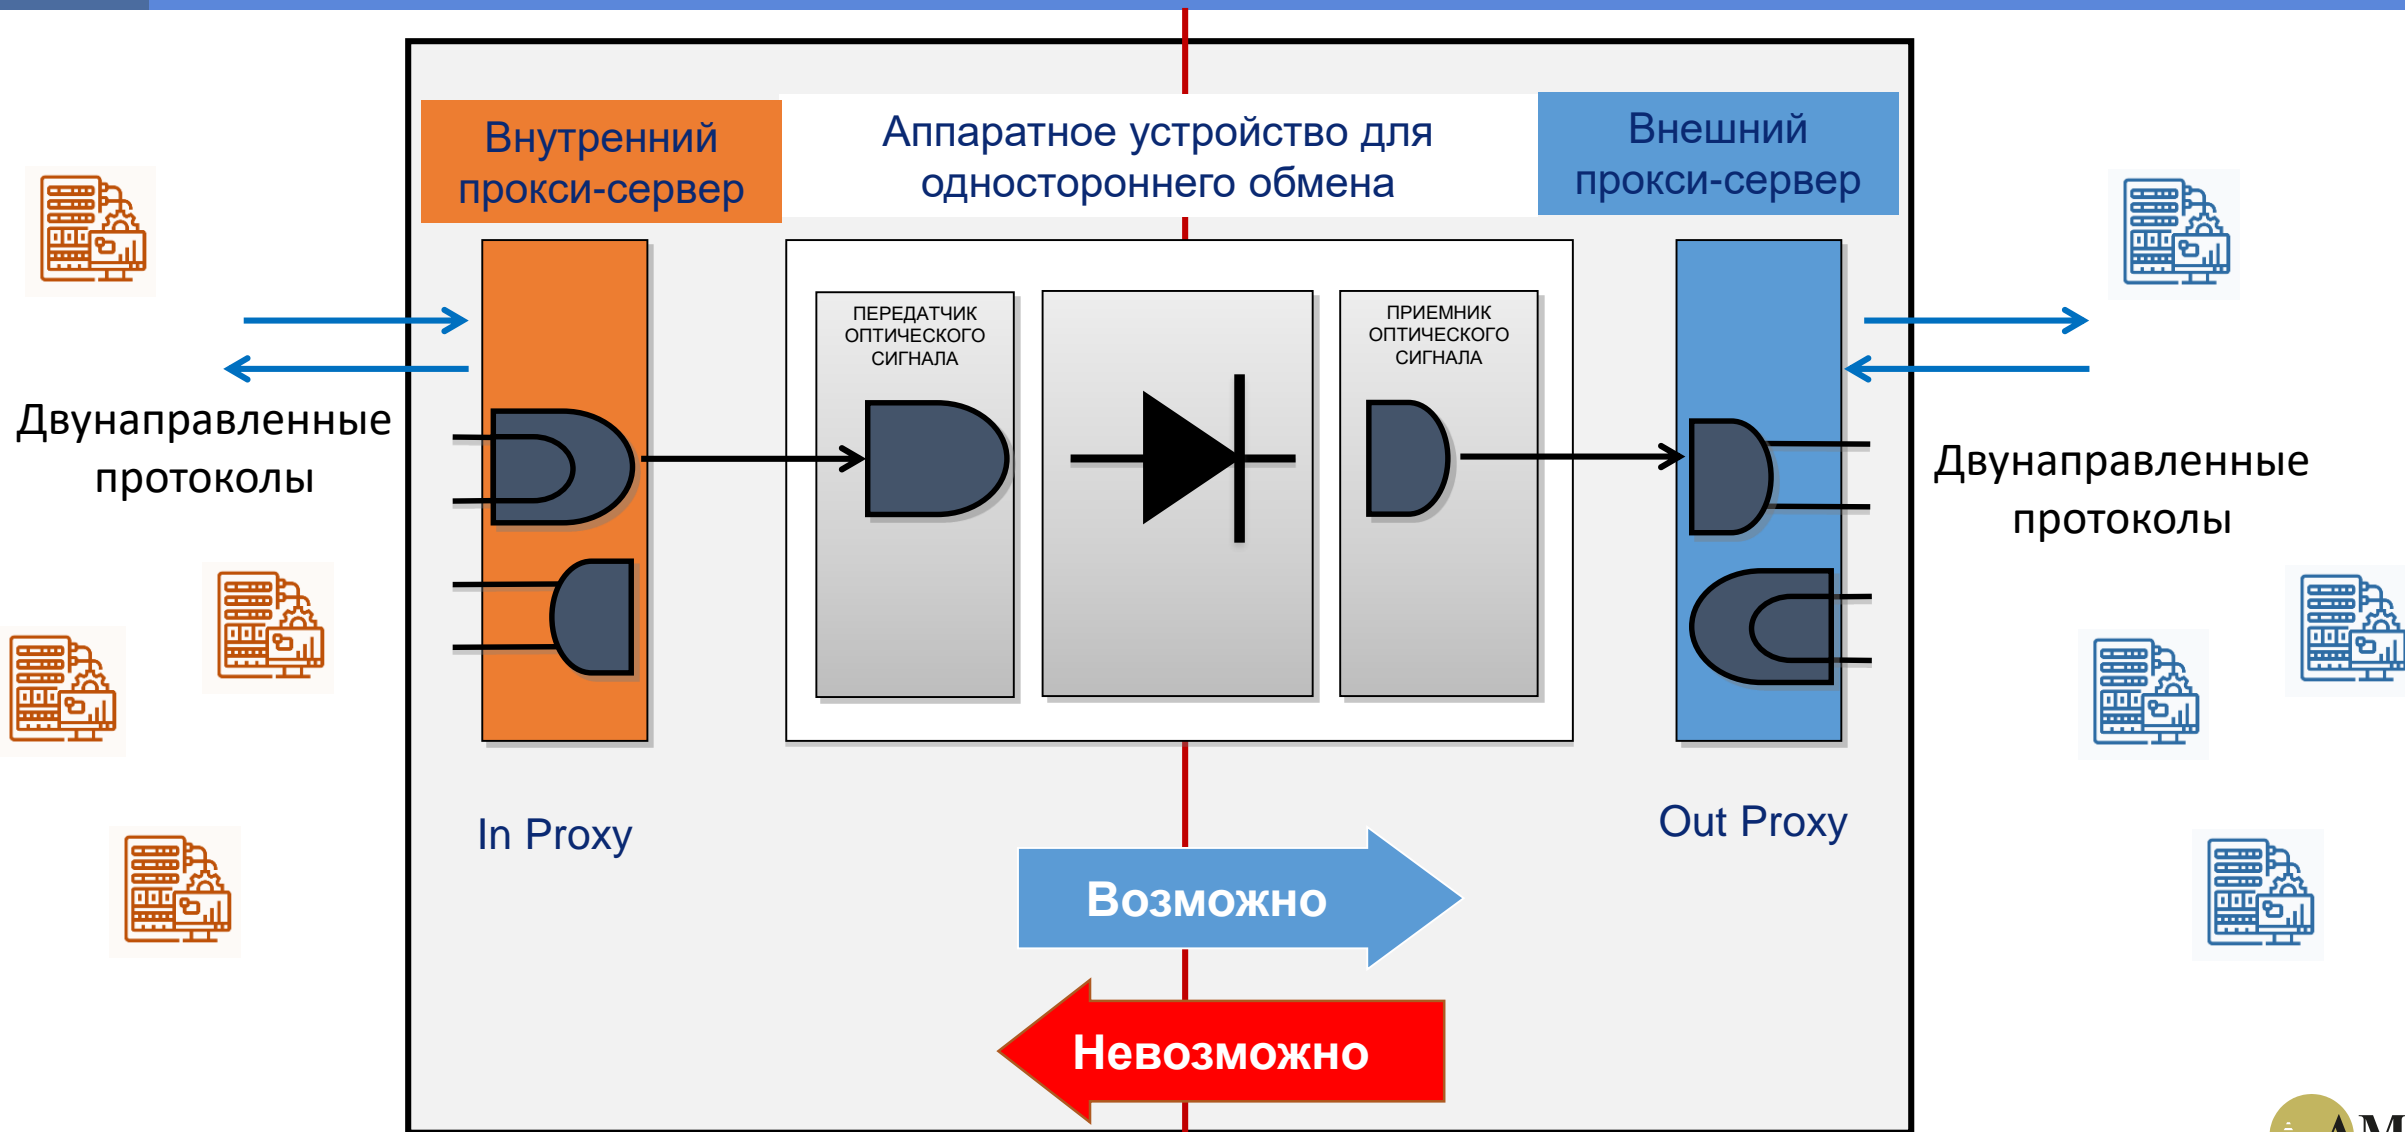 Внутренний
прокси-сервер
Аппаратное устройство для
одностороннего обмена
Внешний
прокси-сервер
ПЕРЕДАТЧИК
ОПТИЧЕСКОГО
СИГНАЛА
ПРИЕМНИК
ОПТИЧЕСКОГО
СИГНАЛА
Двунаправленные
протоколы
Двунаправленные
протоколы
In Proxy
Out Proxy
Возможно
Невозможно